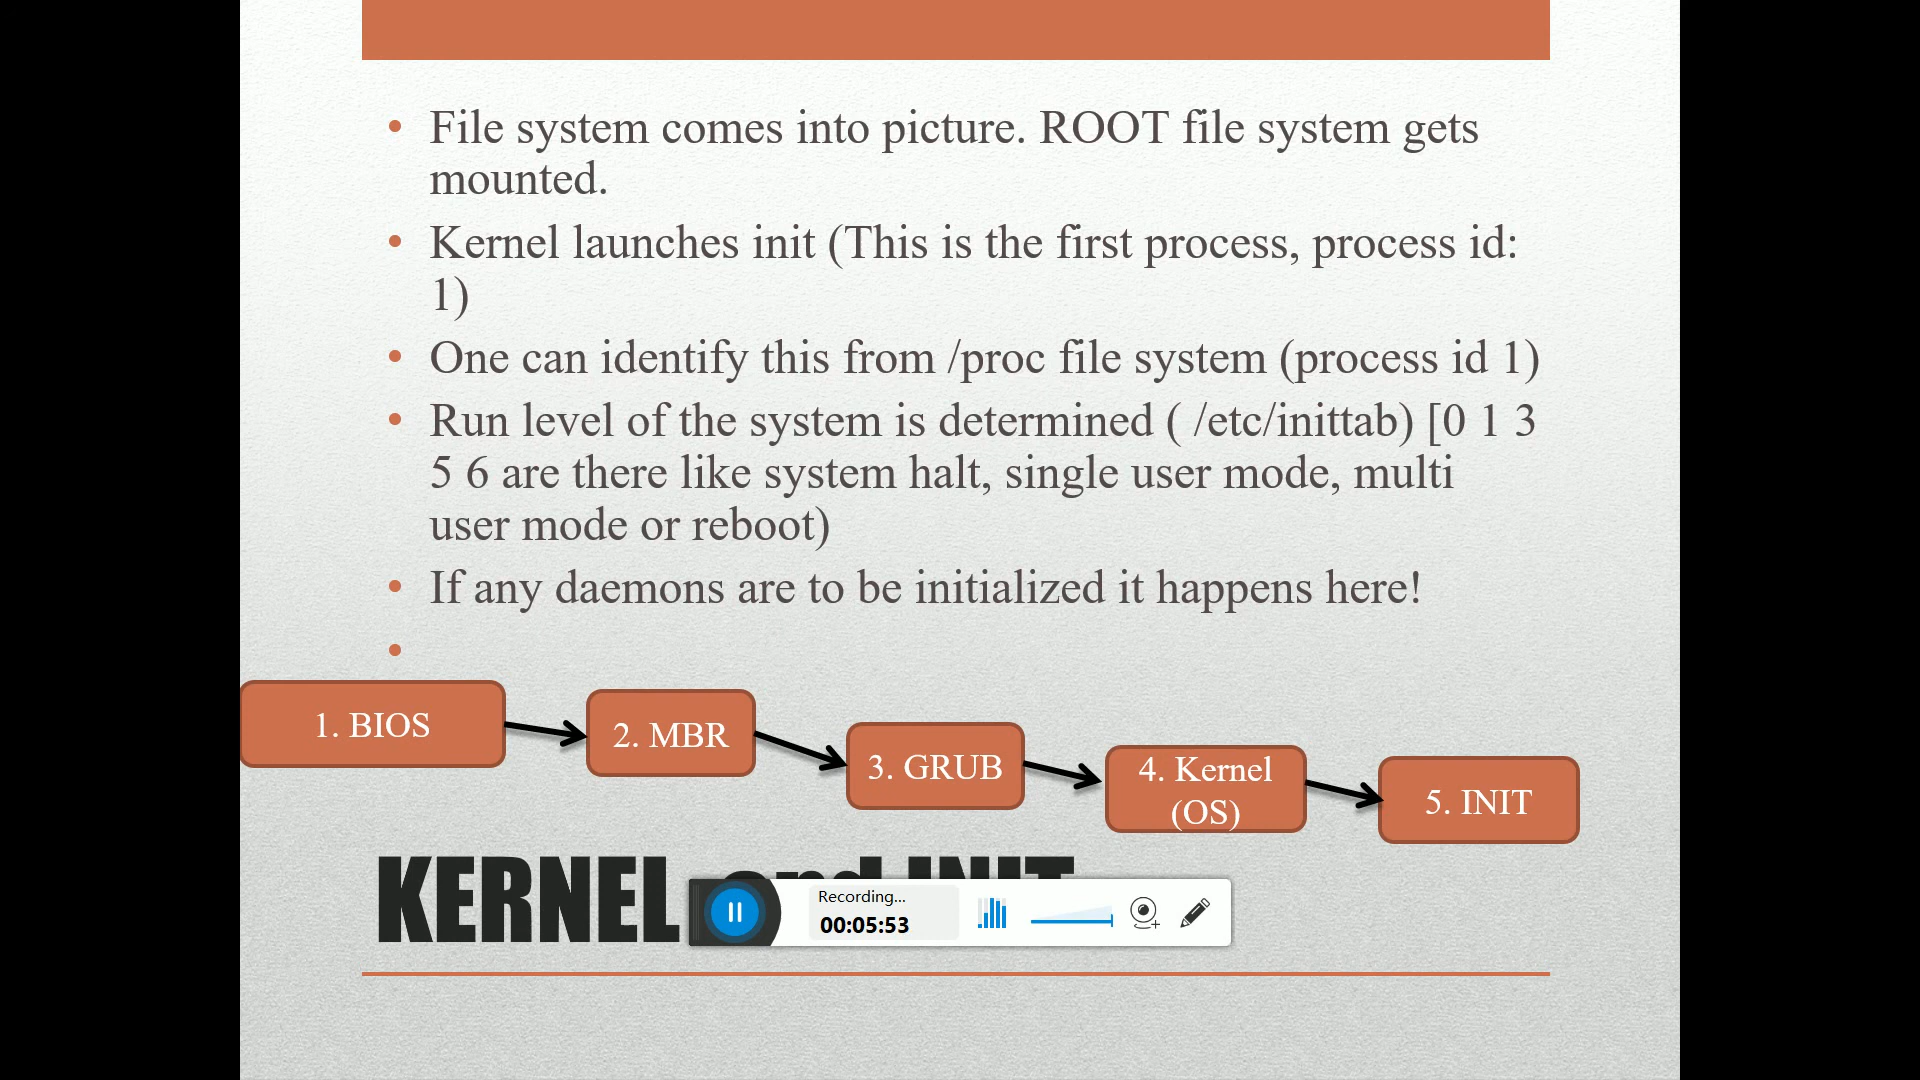 File system comes into picture. ROOT file system gets
mounted.
Kernel launches init (This is the first process, process id:
1)
One can identify this from /proc file system (process id 1)
Run level of the system is determined ( /etc/inittab) [0 1 3
5 6 are there like system halt, single user mode, multi
user mode or reboot)
If any daemons are to be initialized it happens here!
1. BIOS
2. MBR
3. GRUB
4. Kernel
(OS)
5. INIT
KERNEL and INIT
Recording...
00:05:53